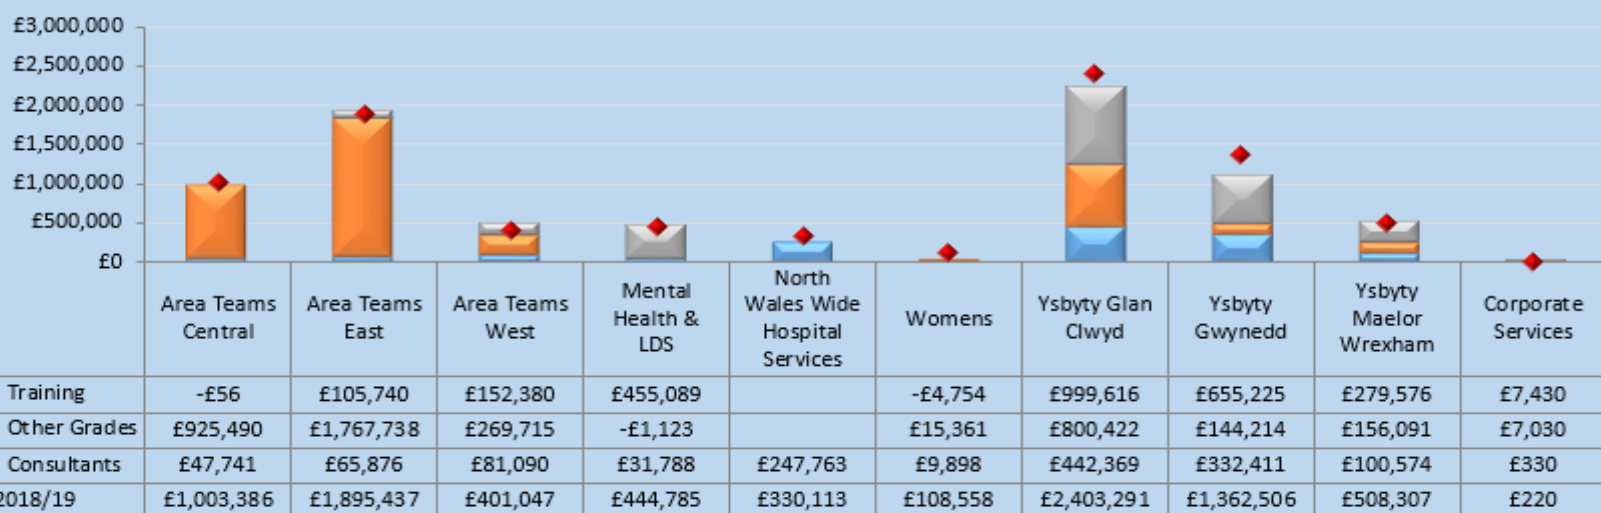 £3,000,000
£2,500,000
£2,000,000
£1,500,000
£1,000,000
£500,000
£0
Area Teams Central
Area Teams East
Area Teams West
Mental Health & LDS
North Wales Wide Hospital Services
Womens
Ysbyty Glan Clwyd
Ysbyty Gwynedd
Ysbyty Maelor Wrexham
Corporate Services
Training -£56 £105,740 £152,380 £455,089 -£4,754 £999,616 £655,225 £279,576 £7,430
Other Grades £925,490 £1,767,738 £269,715 -£1,123 £15,361 £800,422 £144,214 £156,091 £7,030
Consultants £47,741 £65,876 £81,090 £31,788 £247,763 £9,898 £442,369 £332,411 £100,574 £330
2018/19 £1,003,386 £1,895,437 £401,047 £444,785 £330,113 £108,558 £2,403,291 £1,362,506 £508,307 £220